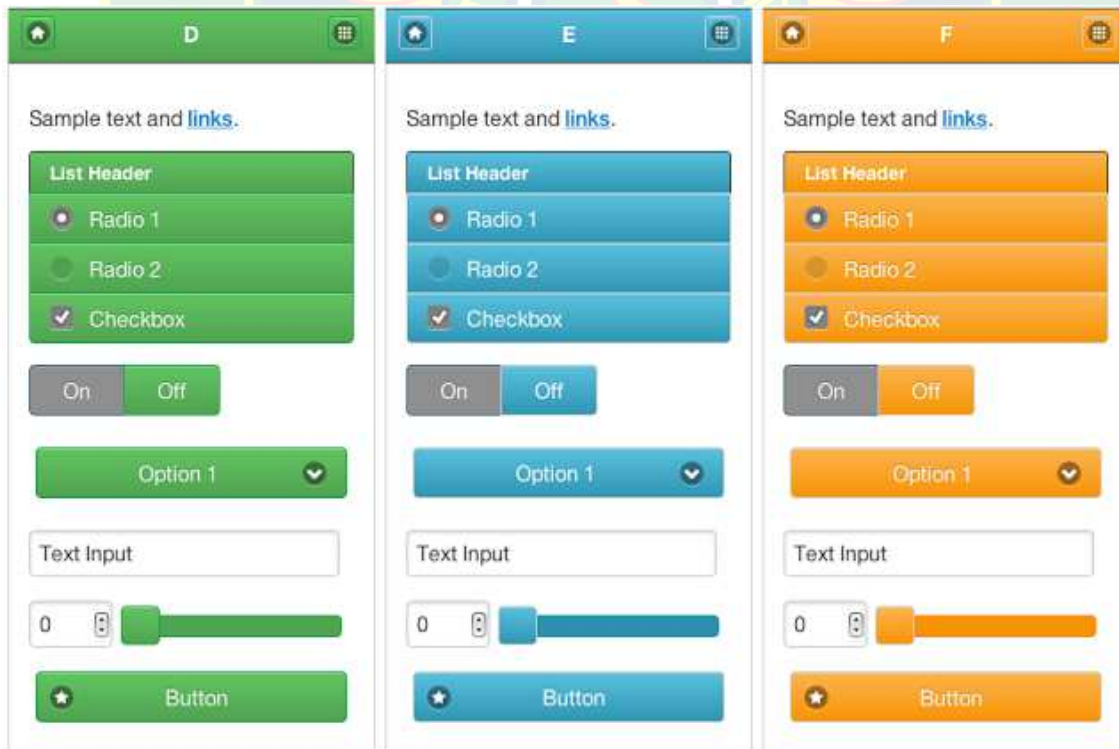 D
Sample text and links.
List Header
Radio 1
Radio 2
Checkbox
On Off
Option 1
Text Input
0
Button
E
Sample text and links.
List Header
Radio 1
Radio 2
Checkbox
On Off
Option 1
Text Input
0
Button
F
Sample text and links.
List Header
Radio 1
Radio 2
Checkbox
On Off
Option 1
Text Input
0
Button